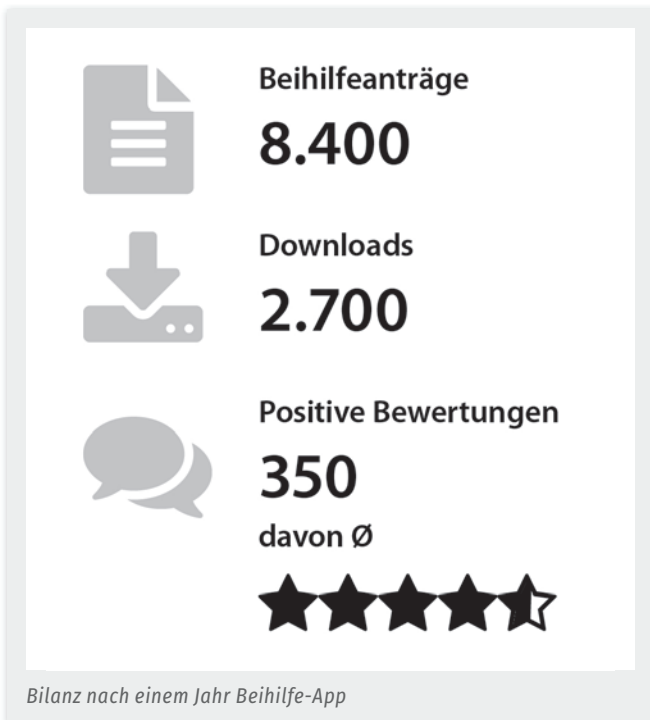 Beihilfeanträge
8.400
Downloads
2.700
Positive Bewertungen
350
davon Ø
Bilanz nach einem Jahr Beihilfe-App